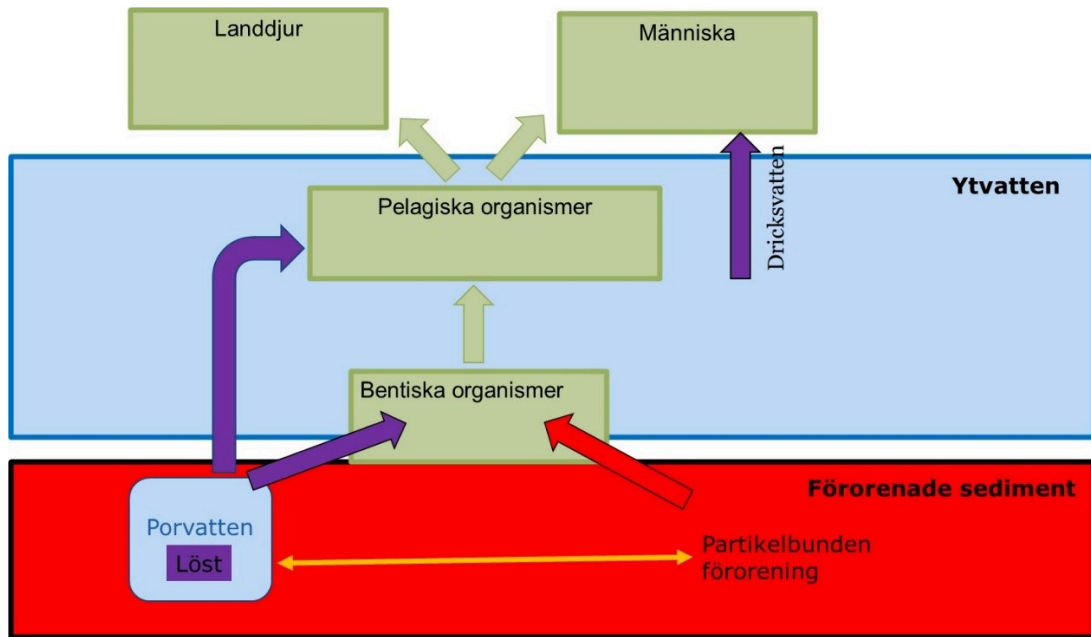 Landdjur
Människa
Dricksvatten
Ytvatten
Pelagiska organismer
Bentiska organismer
Förorenade sediment
Porvatten
Löst
Partikelbunden
förorening